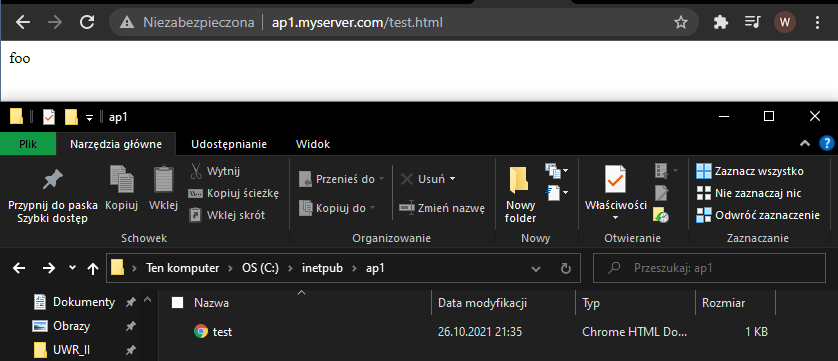 Niezabezpieczona | ap1.myserver.com/test.html
W
foo
ap1
Plik Narzędzia główne Udostępnianie Widok
Przypnij do paska Szybki dostęp
Kopiuj
Wklej
Wytnij
Kopiuj ścieżkę
Wklej skrót
Schowek
Przenieś do
Kopiuj do
Usuń
Zmień nazwę
Organizowanie
Nowy folder
Nowy
Właściwości
Otwieranie
Zaznacz wszystko
Nie zaznaczaj nic
Odwróć zaznaczenie
Zaznaczanie
Ten komputer OS (C:) inetpub ap1
Przeszukaj: ap1
Dokumenty
Obrazy
UWR_II
Nazwa Data modyfikacji Typ Rozmiar
test 26.10.2021 21:35 Chrome HTML Do... 1 KB